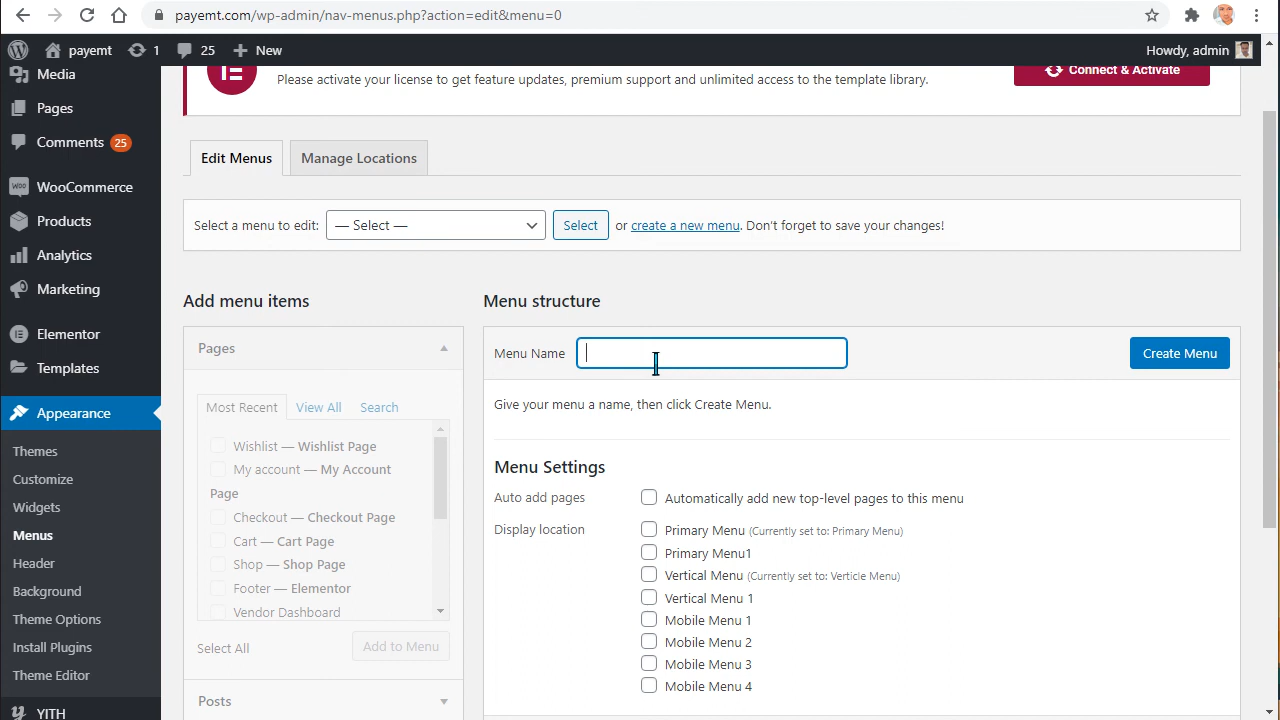 payemt.com/wp-admin/nav-menus.php?action=edit&menu=0
payemt 1 25 New Howdy, admin
Media
Pages
Comments 25
WooCommerce
Products
Analytics
Marketing
Elementor
Templates
Appearance
Themes
Customize
Widgets
Menus
Header
Background
Theme Options
Install Plugins
Theme Editor
YITH
Please activate your license to get feature updates, premium support and unlimited access to the template library.
Connect & Activate
Edit Menus Manage Locations
Select a menu to edit: — Select — Select or create a new menu. Don't forget to save your changes!
Add menu items
Pages
Most Recent View All Search
Wishlist — Wishlist Page
My account — My Account
Page
Checkout — Checkout Page
Cart — Cart Page
Shop — Shop Page
Footer — Elementor
Vendor Dashboard
Select All Add to Menu
Posts
Menu structure
Menu Name Create Menu
Give your menu a name, then click Create Menu.
Menu Settings
Auto add pages Automatically add new top-level pages to this menu
Display location Primary Menu (Currently set to: Primary Menu)
Primary Menu1
Vertical Menu (Currently set to: Verticle Menu)
Vertical Menu 1
Mobile Menu 1
Mobile Menu 2
Mobile Menu 3
Mobile Menu 4